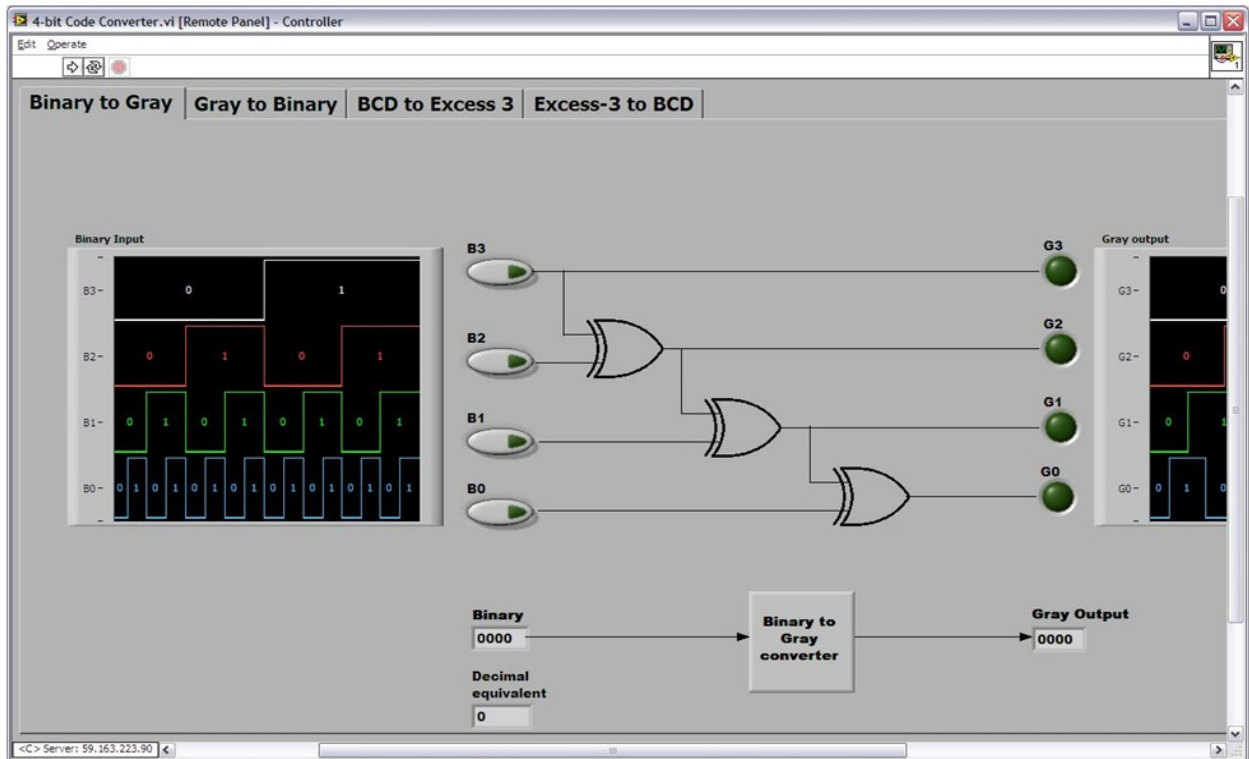 4-bit Code Converter.vi [Remote Panel] - Controller
Edit Operate
1
Binary to Gray Gray to Binary BCD to Excess 3 Excess-3 to BCD
Binary Input
B3-
0 1
B2-
0 1 0 1
B1-
0 1 0 1 0 1 0 1
B0-
0 1 0 1 0 1 0 1 0 1 0 1 0 1 0 1
B3
B2
B1
B0
G3
G2
G1
G0
Gray output
G3-
0
G2-
0
G1-
0 1
G0-
0 1 0
Binary
0000
Decimal
equivalent
0
Binary to
Gray
converter
Gray Output
0000
<C> Server: 59.163.223.90